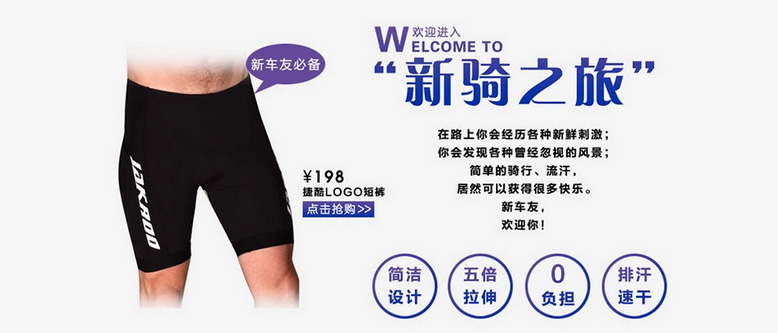 新车友必备
JAKROO
¥198
捷酷LOGO短裤
点击抢购>>
欢迎进入
WELCOME TO
“新骑之旅”
在路上你会经历各种新鲜刺激；
你会发现各种曾经忽视的风景；
简单的骑行、流汗，
居然可以获得很多快乐。
新车友，
欢迎你！
简洁
设计
五倍
拉伸
0
负担
排汗
速干